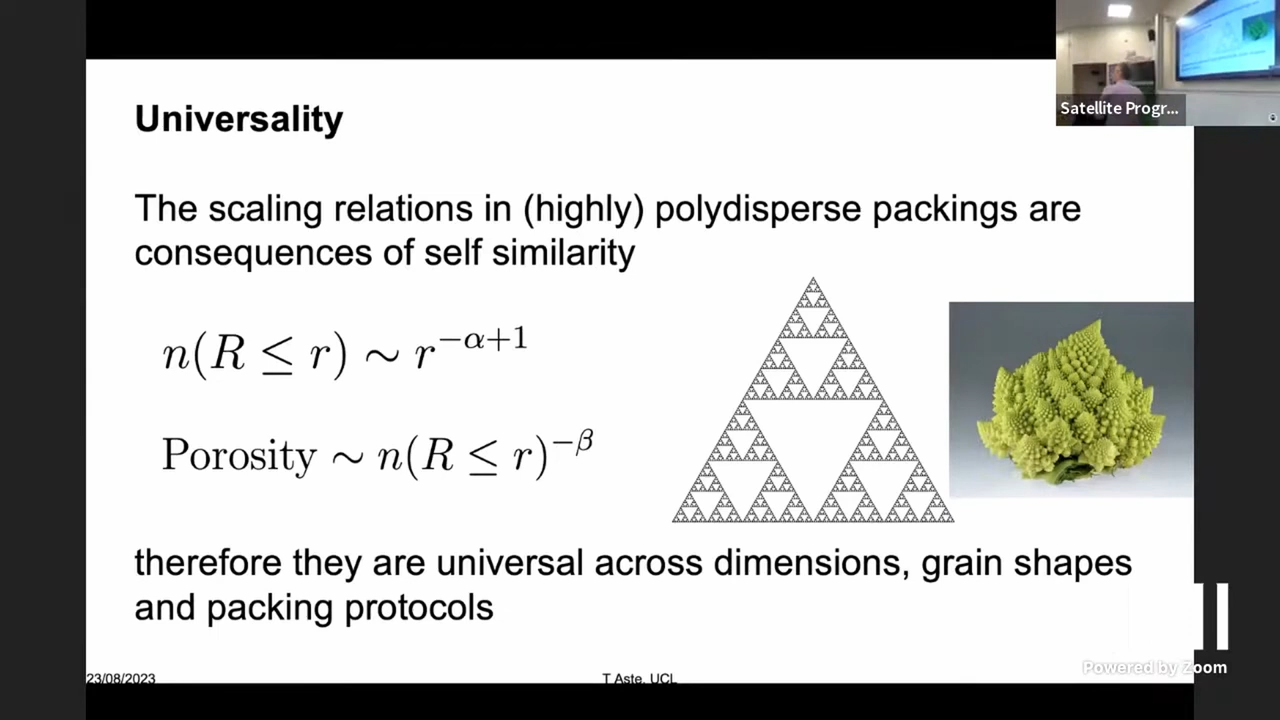 Satellite Progr...
Universality
The scaling relations in (highly) polydisperse packings are
consequences of self similarity
n(R ≤ r) ∼ r^{−α+1}
Porosity ∼ n(R ≤ r)^{−β}
therefore they are universal across dimensions, grain shapes
and packing protocols
23/08/2023
T Aste, UCL
Powered by Zoom